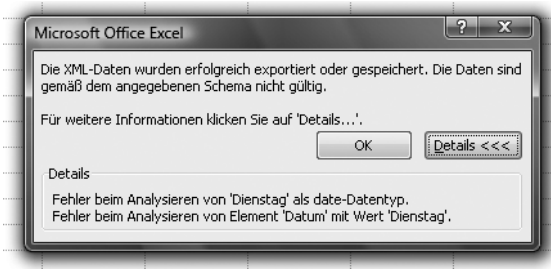 Microsoft Office Excel
?
X
Die XML-Daten wurden erfolgreich exportiert oder gespeichert. Die Daten sind
gemäß dem angegebenen Schema nicht gültig.
Für weitere Informationen klicken Sie auf 'Details...'.
OK
Details <<<
Details
Fehler beim Analysieren von 'Dienstag' als date-Datentyp.
Fehler beim Analysieren von Element 'Datum' mit Wert 'Dienstag'.